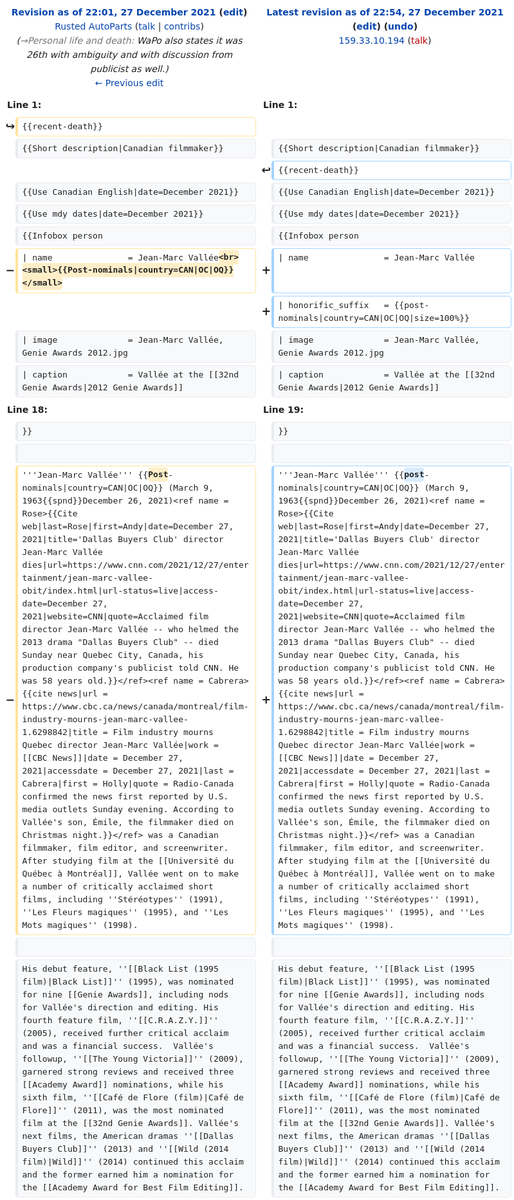 Revision as of 22:01, 27 December 2021 (edit)
Rusted AutoParts (talk | contribs)
(→Personal life and death: WaPo also states it was
26th with ambiguity and with discussion from
publicist as well.)
← Previous edit
Latest revision as of 22:54, 27 December 2021
(edit) (undo)
159.33.10.194 (talk)
Line 1:
Line 1:
{{recent-death}}
{{Short description|Canadian filmmaker}}
{{Short description|Canadian filmmaker}}
{{recent-death}}
{{Use Canadian English|date=December 2021}}
{{Use Canadian English|date=December 2021}}
{{Use mdy dates|date=December 2021}}
{{Use mdy dates|date=December 2021}}
{{Infobox person
{{Infobox person
− | name = Jean-Marc Vallée<br>
<small>{{Post-nominals|country=CAN|OC|OQ}}
</small>
+ | name = Jean-Marc Vallée
+ | honorific_suffix = {{post-
nominals|country=CAN|OC|OQ|size=100%}}
| image = Jean-Marc Vallée,
Genie Awards 2012.jpg
| image = Jean-Marc Vallée,
Genie Awards 2012.jpg
| caption = Vallée at the [[32nd
Genie Awards|2012 Genie Awards]]
| caption = Vallée at the [[32nd
Genie Awards|2012 Genie Awards]]
Line 18:
Line 19:
}}
}}
− '''Jean-Marc Vallée''' {{Post-
nominals|country=CAN|OC|OQ}} (March 9,
1963{{spnd}}December 26, 2021)<ref name =
Rose>{{Cite
web|last=Rose|first=Andy|date=December 27,
2021|title='Dallas Buyers Club' director
Jean-Marc Vallée
dies|url=https://www.cnn.com/2021/12/27/enter
tainment/jean-marc-vallee-
obit/index.html|url-status=live|access-
date=December 27,
2021|website=CNN|quote=Acclaimed film
director Jean-Marc Vallée -- who helmed the
2013 drama "Dallas Buyers Club" -- died
Sunday near Quebec City, Canada, his
production company's publicist told CNN. He
was 58 years old.}}</ref><ref name = Cabrera>
{{cite news|url =
https://www.cbc.ca/news/canada/montreal/film-
industry-mourns-jean-marc-vallee-
1.6298842|title = Film industry mourns
Quebec director Jean-Marc Vallée|work =
[[CBC News]]|date = December 27,
2021|accessdate = December 27, 2021|last =
Cabrera|first = Holly|quote = Radio-Canada
confirmed the news first reported by U.S.
media outlets Sunday evening. According to
Vallée's son, Émile, the filmmaker died on
Christmas night.}}</ref> was a Canadian
filmmaker, film editor, and screenwriter.
After studying film at the [[Université du
Québec à Montréal]], Vallée went on to make
a number of critically acclaimed short
films, including ''Stéréotypes'' (1991),
''Les Fleurs magiques'' (1995), and ''Les
Mots magiques'' (1998).
+ '''Jean-Marc Vallée''' {{post-
nominals|country=CAN|OC|OQ}} (March 9,
1963{{spnd}}December 26, 2021)<ref name =
Rose>{{Cite
web|last=Rose|first=Andy|date=December 27,
2021|title='Dallas Buyers Club' director
Jean-Marc Vallée
dies|url=https://www.cnn.com/2021/12/27/enter
tainment/jean-marc-vallee-
obit/index.html|url-status=live|access-
date=December 27,
2021|website=CNN|quote=Acclaimed film
director Jean-Marc Vallée -- who helmed the
2013 drama "Dallas Buyers Club" -- died
Sunday near Quebec City, Canada, his
production company's publicist told CNN. He
was 58 years old.}}</ref><ref name = Cabrera>
{{cite news|url =
https://www.cbc.ca/news/canada/montreal/film-
industry-mourns-jean-marc-vallee-
1.6298842|title = Film industry mourns
Quebec director Jean-Marc Vallée|work =
[[CBC News]]|date = December 27,
2021|accessdate = December 27, 2021|last =
Cabrera|first = Holly|quote = Radio-Canada
confirmed the news first reported by U.S.
media outlets Sunday evening. According to
Vallée's son, Émile, the filmmaker died on
Christmas night.}}</ref> was a Canadian
filmmaker, film editor, and screenwriter.
After studying film at the [[Université du
Québec à Montréal]], Vallée went on to make
a number of critically acclaimed short
films, including ''Stéréotypes'' (1991),
''Les Fleurs magiques'' (1995), and ''Les
Mots magiques'' (1998).
His debut feature, ''[[Black List (1995
film)|Black List]]'' (1995), was nominated
for nine [[Genie Awards]], including nods
for Vallée's direction and editing. His
fourth feature film, ''[[C.R.A.Z.Y.]]''
(2005), received further critical acclaim
and was a financial success. Vallée's
followup, ''[[The Young Victoria]]'' (2009),
garnered strong reviews and received three
[[Academy Award]] nominations, while his
sixth film, ''[[Café de Flore (film)|Café de
Flore]]'' (2011), was the most nominated
film at the [[32nd Genie Awards]]. Vallée's
next films, the American dramas ''[[Dallas
Buyers Club]]'' (2013) and ''[[Wild (2014
film)|Wild]]'' (2014) continued this acclaim
and the former earned him a nomination for
the [[Academy Award for Best Film Editing]].
His debut feature, ''[[Black List (1995
film)|Black List]]'' (1995), was nominated
for nine [[Genie Awards]], including nods
for Vallée's direction and editing. His
fourth feature film, ''[[C.R.A.Z.Y.]]''
(2005), received further critical acclaim
and was a financial success. Vallée's
followup, ''[[The Young Victoria]]'' (2009),
garnered strong reviews and received three
[[Academy Award]] nominations, while his
sixth film, ''[[Café de Flore (film)|Café de
Flore]]'' (2011), was the most nominated
film at the [[32nd Genie Awards]]. Vallée's
next films, the American dramas ''[[Dallas
Buyers Club]]'' (2013) and ''[[Wild (2014
film)|Wild]]'' (2014) continued this acclaim
and the former earned him a nomination for
the [[Academy Award for Best Film Editing]].